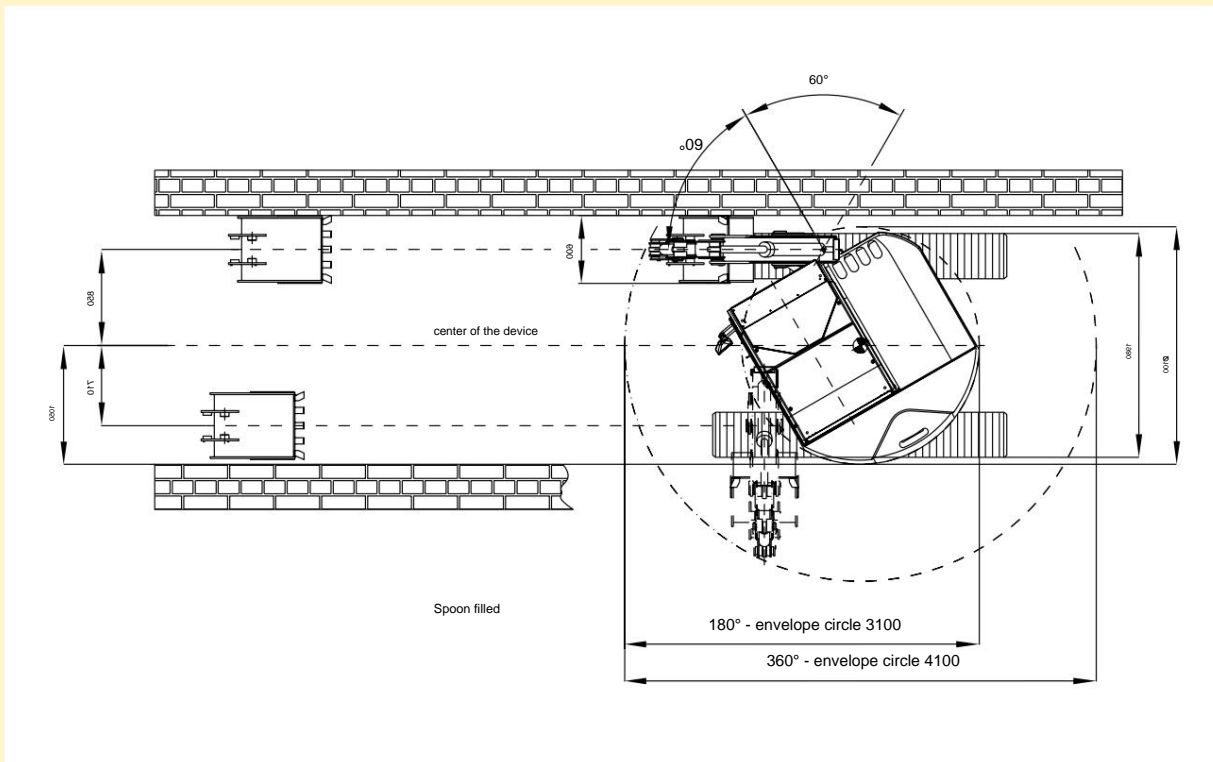 60°
60°
600
850
center of the device
1980
2100
710
1050
Spoon filled
180° - envelope circle 3100
360° - envelope circle 4100